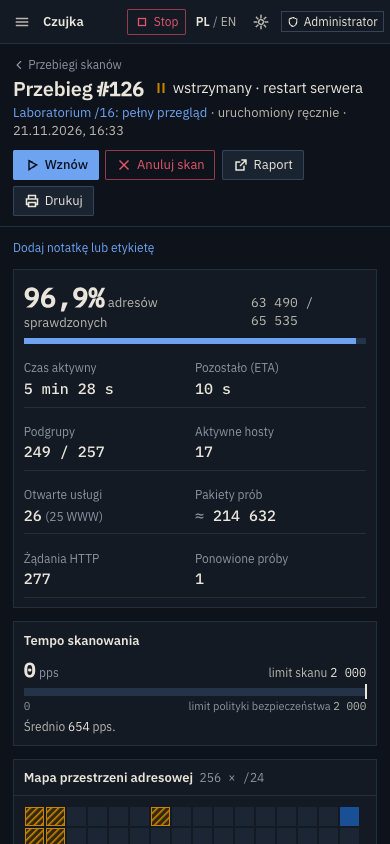 Czujka
Stop
PL / EN
Administrator
Przebiegi skanów
Przebieg #126
wstrzymany · restart serwera
Laboratorium /16: pełny przegląd · uruchomiony ręcznie ·
21.11.2026, 16:33
Wznów
Anuluj skan
Raport
Drukuj
Dodaj notatkę lub etykietę
96,9% adresów
sprawdzonych
63 490 /
65 535
Czas aktywny
5 min 28 s
Pozostało (ETA)
10 s
Podgrupy
249 / 257
Aktywne hosty
17
Otwarte usługi
26 (25 WWW)
Pakiety prób
≈ 214 632
Żądania HTTP
277
Ponowione próby
1
Tempo skanowania
0 pps
limit skanu 2 000
0
limit polityki bezpieczeństwa 2 000
Średnio 654 pps.
Mapa przestrzeni adresowej 256 × /24